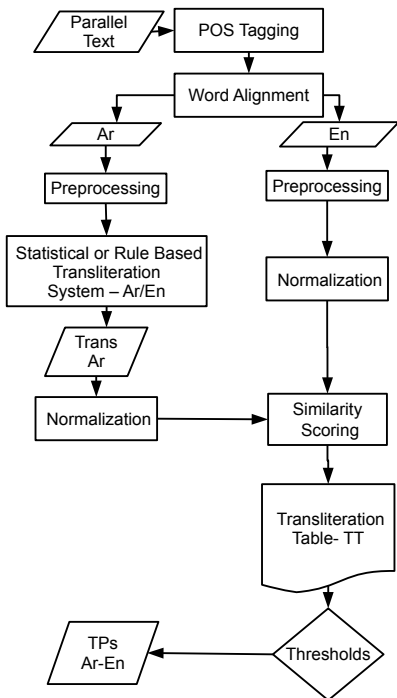 Parallel
Text
POS Tagging
Word Alignment
Ar
En
Preprocessing
Preprocessing
Statistical or Rule Based
Transliteration
System – Ar/En
Normalization
Trans
Ar
Normalization
Similarity
Scoring
Transliteration
Table- TT
TPs
Ar-En
Thresholds